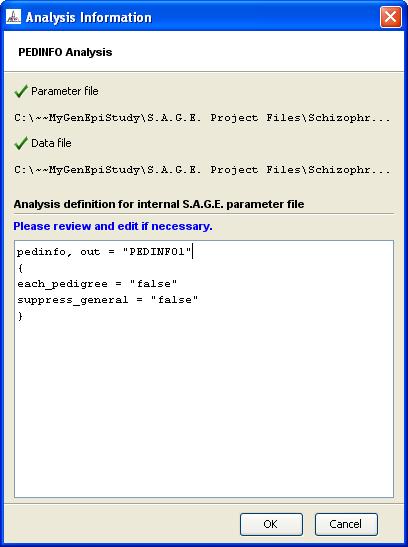 Analysis Information
PEDINFO Analysis
Parameter file
C:\~~MyGenEpiStudy\S.A.G.E. Project Files\Schizophr...
Data file
C:\~~MyGenEpiStudy\S.A.G.E. Project Files\Schizophr...
Analysis definition for internal S.A.G.E. parameter file
Please review and edit if necessary.
pedinfo, out = "PEDINFO1"
{
each_pedigree = "false"
suppress_general = "false"
}
OK
Cancel